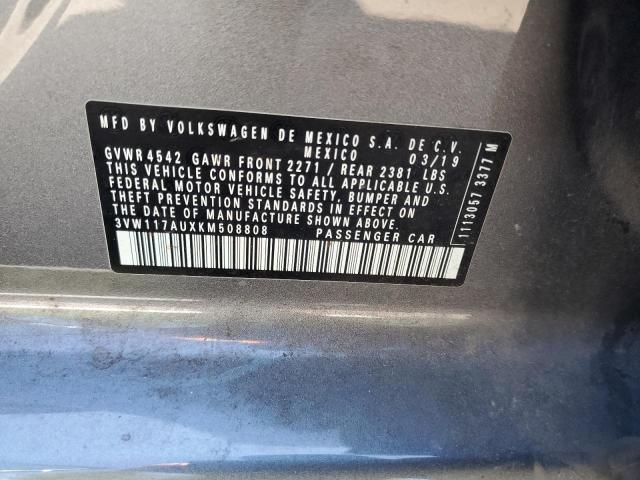 MFD BY VOLKSWAGEN DE MEXICO S.A. DE C.V.
MEXICO 03/19
GVWR 4542 GAWR FRONT 2271 / REAR 2381 LBS
THIS VEHICLE CONFORMS TO ALL APPLICABLE U.S.
FEDERAL MOTOR VEHICLE SAFETY, BUMPER AND
THEFT PREVENTION STANDARDS IN EFFECT ON
THE DATE OF MANUFACTURE SHOWN ABOVE.
3VW117AUXKM508808 PASSENGER CAR
1113057 3377 M